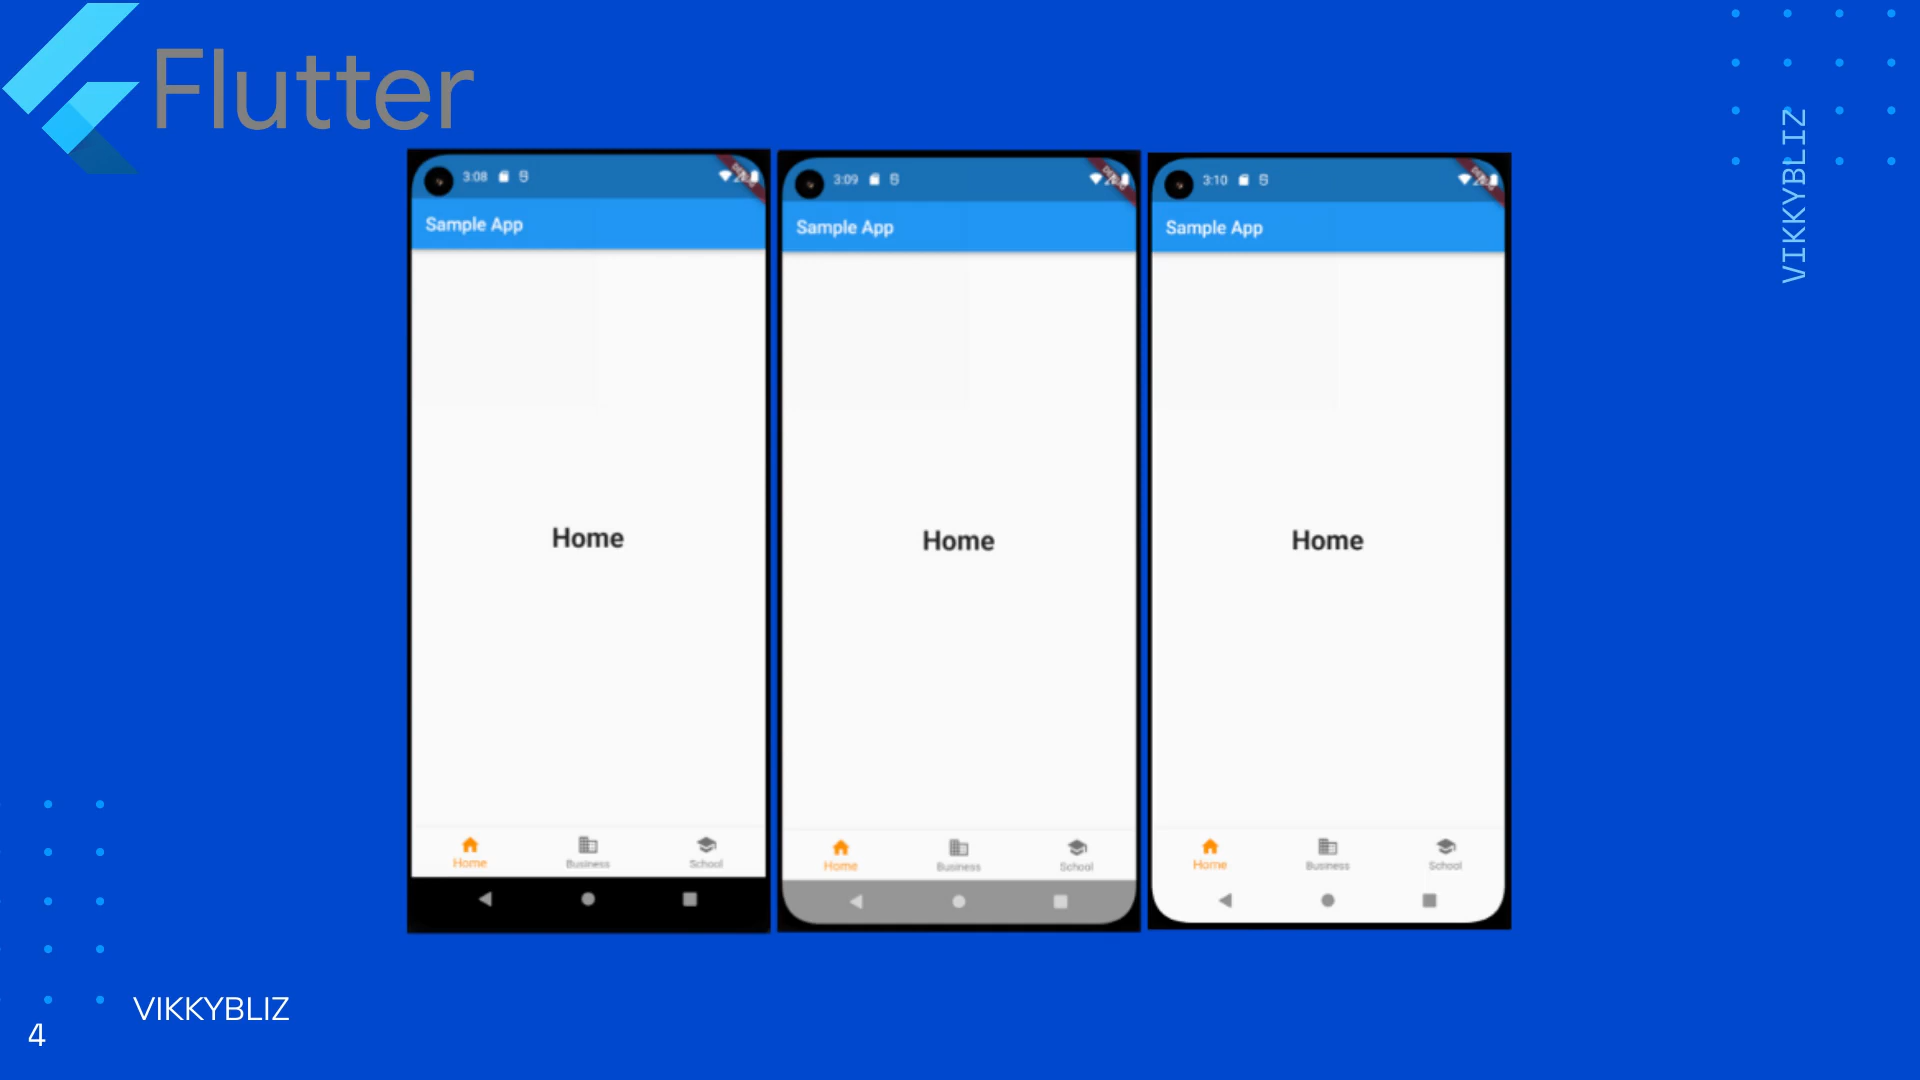 Flutter
VIKKYBLIZ
3:08
Sample App
Home
Home
Business
School
3:09
Sample App
Home
Home
Business
School
3:10
Sample App
Home
Home
Business
School
VIKKYBLIZ
4